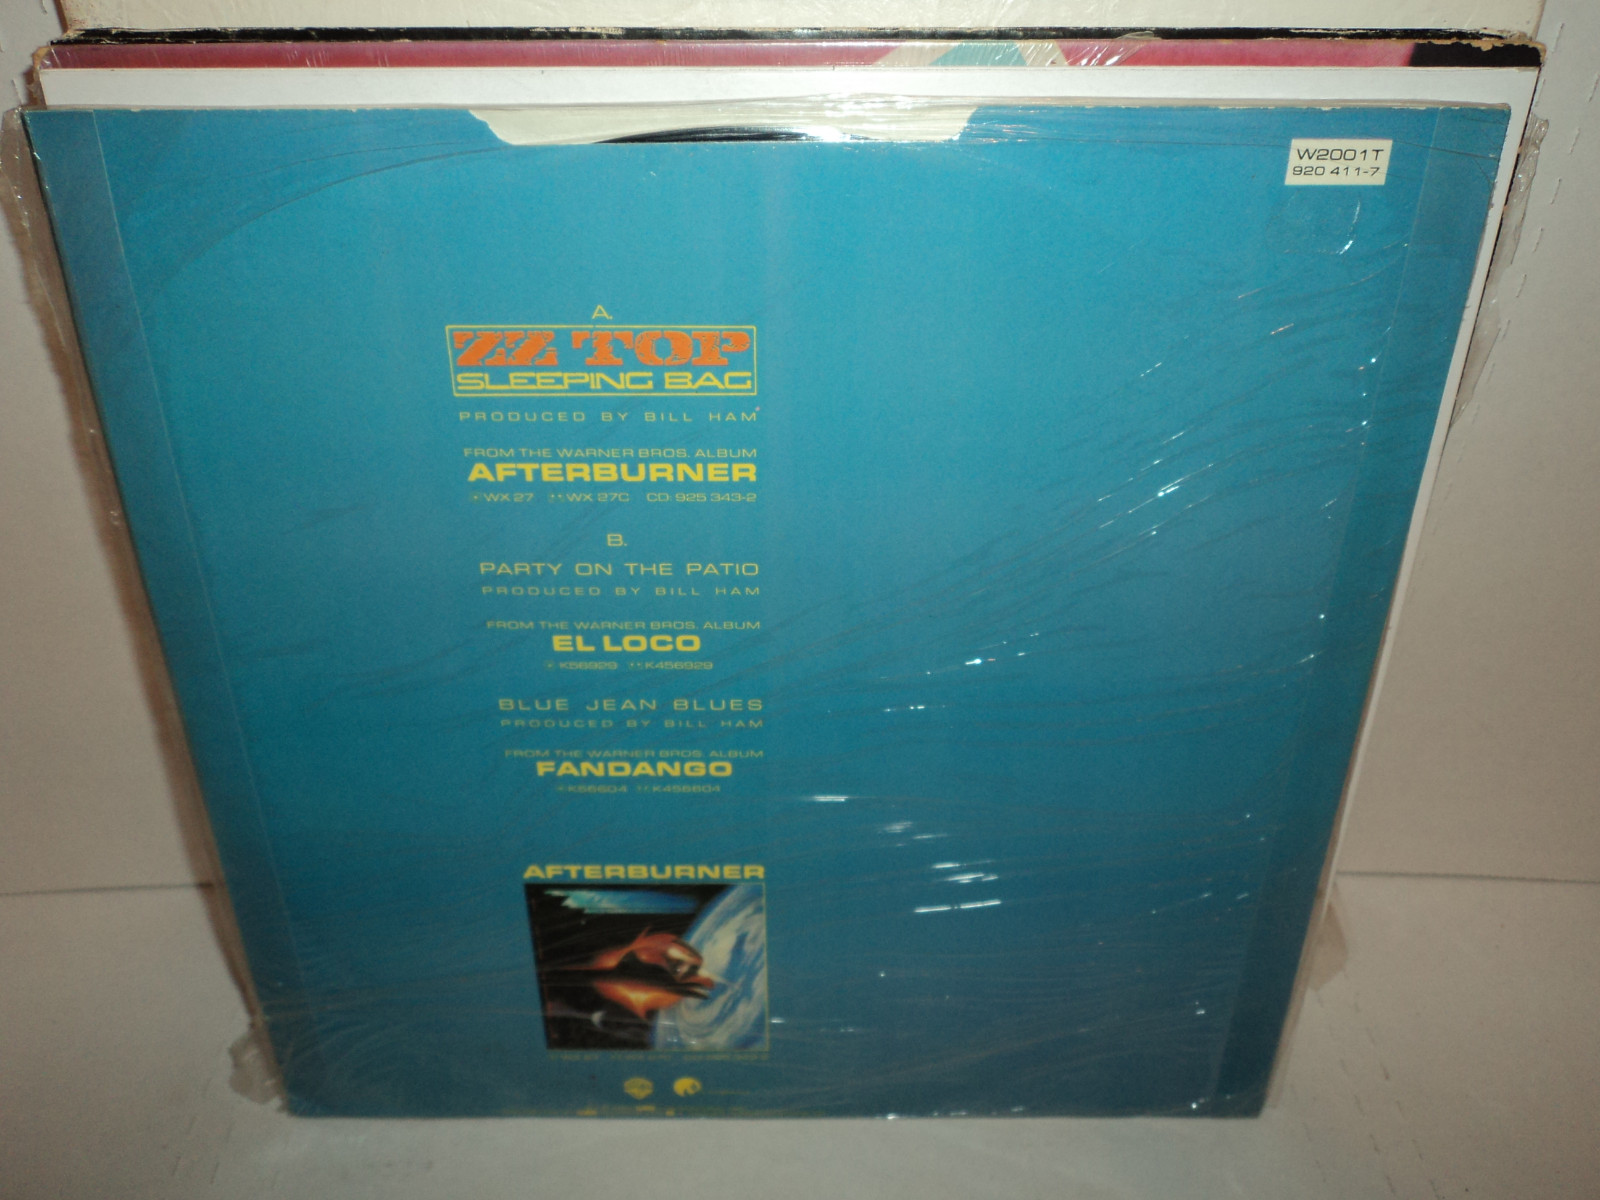 W2001T
920 411-7
A.
ZZ TOP
SLEEPING BAG
PRODUCED BY BILL HAM
FROM THE WARNER BROS. ALBUM
AFTERBURNER
WX 27 WX 27C CD: 925 343-2
B.
PARTY ON THE PATIO
PRODUCED BY BILL HAM
FROM THE WARNER BROS. ALBUM
EL LOCO
K56929 K456929
BLUE JEAN BLUES
PRODUCED BY BILL HAM
FROM THE WARNER BROS. ALBUM
FANDANGO
K56604 K456604
AFTERBURNER